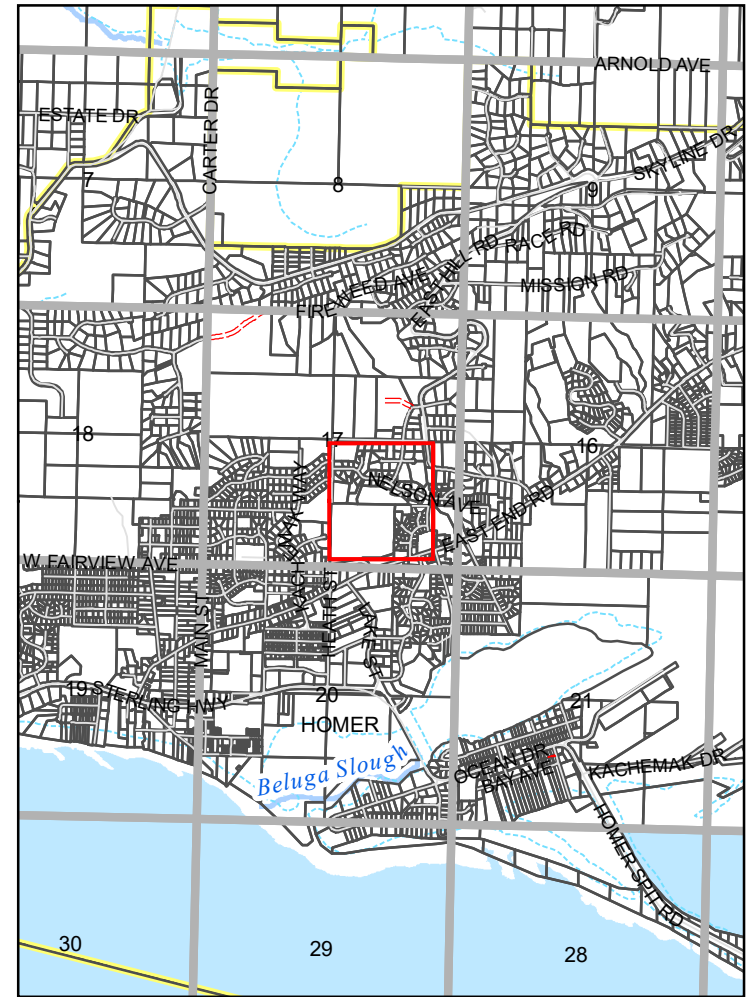 ARNOLD AVE
ESTATE DR
CARTER DR
SKYLINE DR
7
8
9
RACE RD
EAST HILL RD
MISSION RD
FIREWEED AVE
18
17
16
NELSON AVE
KACHEMAK WAY
EAST END RD
W FAIRVIEW AVE
MAIN ST
HEATH ST
LAKE ST
19
STERLING HWY
20
21
HOMER
Beluga Slough
OCEAN DR
BAY AVE
KACHEMAK DR
HOMER SPIT RD
30
29
28